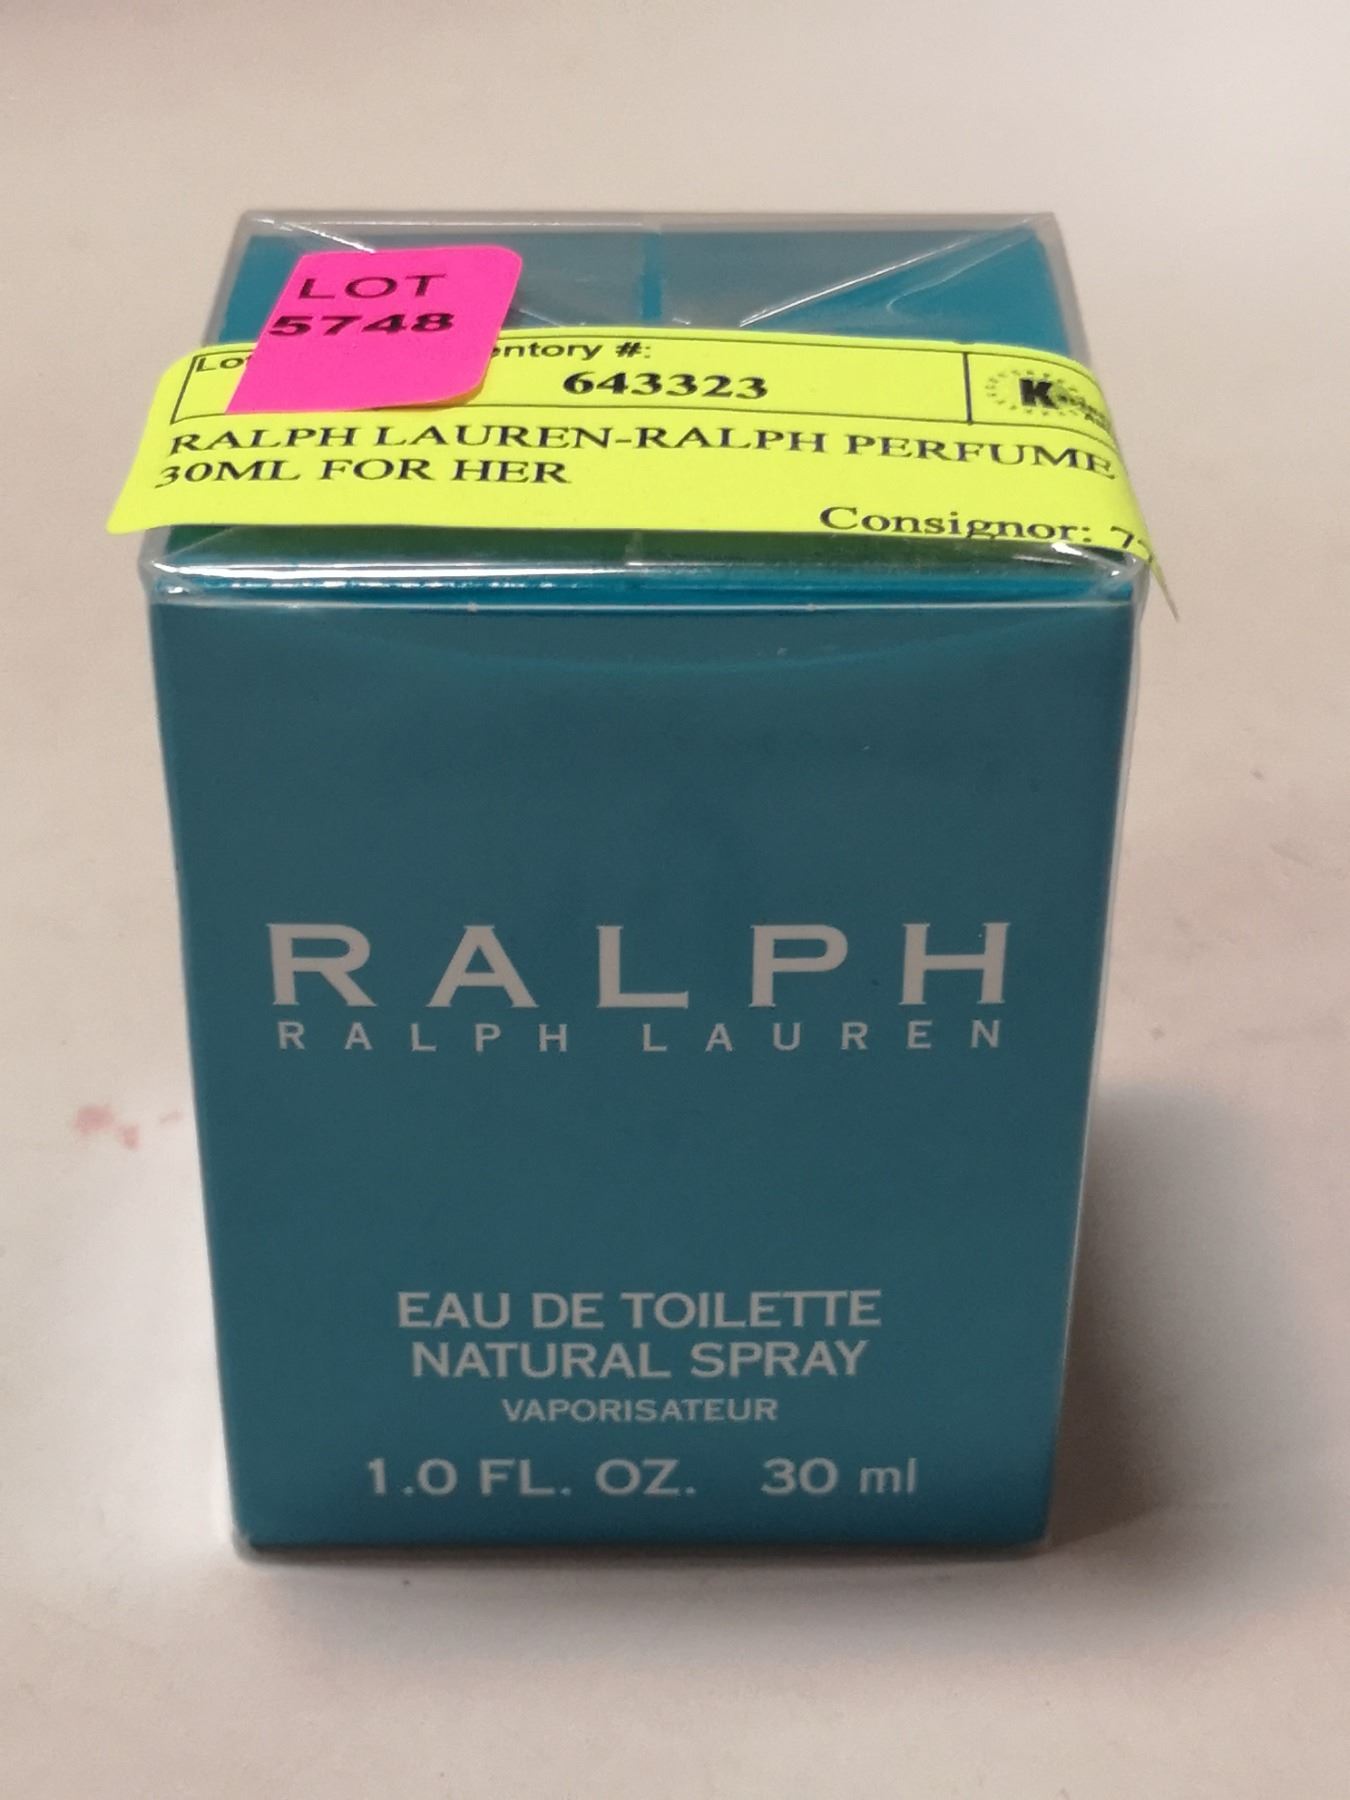 LOT
5748
entory #:
643323
RALPH LAUREN-RALPH PERFUME
30ML FOR HER
Consignor:
RALPH
RALPH LAUREN
EAU DE TOILETTE
NATURAL SPRAY
VAPORISATEUR
1.0 FL. OZ. 30 ml